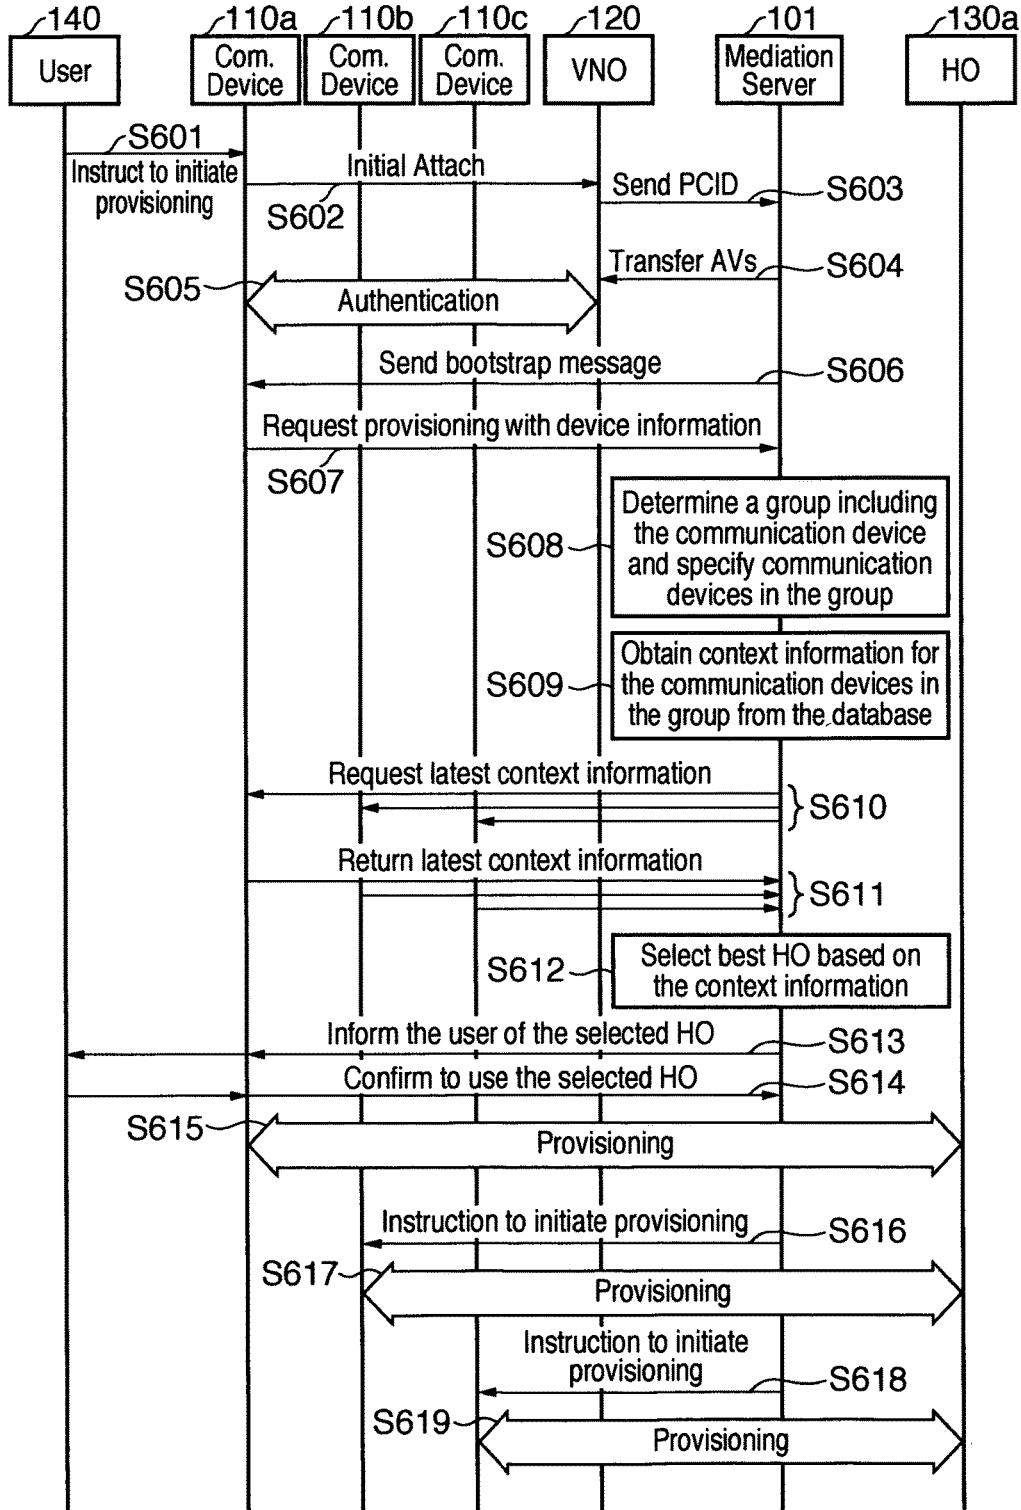 140
110a
110b
110c
120
101
130a
User
Com.
Device
Com.
Device
Com.
Device
VNO
Mediation
Server
HO
S601
Instruct to initiate
provisioning
Initial Attach
S602
Send PCID
S603
Transfer AVs
S604
S605
Authentication
Send bootstrap message
S606
Request provisioning with device information
S607
S608
Determine a group including
the communication device
and specify communication
devices in the group
S609
Obtain context information for
the communication devices in
the group from the database
Request latest context information
S610
Return latest context information
S611
S612
Select best HO based on
the context information
Inform the user of the selected HO
S613
Confirm to use the selected HO
S614
S615
Provisioning
Instruction to initiate provisioning
S616
S617
Provisioning
Instruction to initiate
provisioning
S618
S619
Provisioning